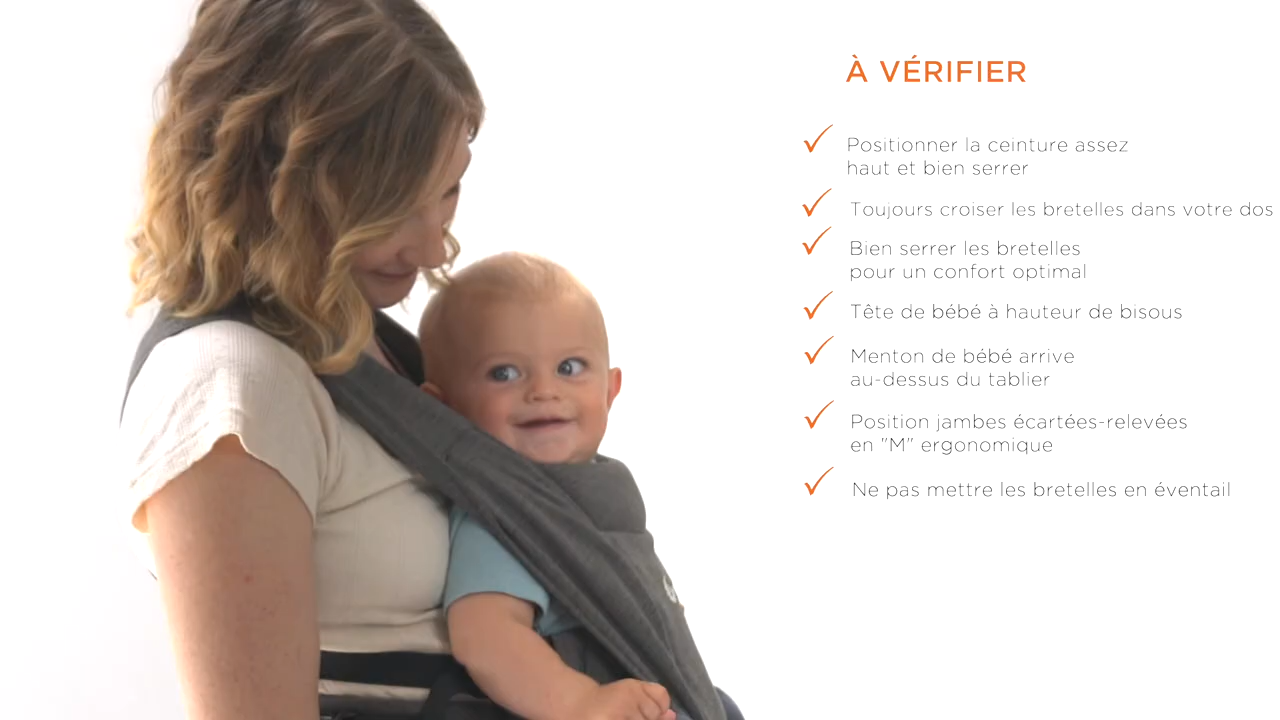 À VÉRIFIER
Positionner la ceinture assez
haut et bien serrer
Toujours croiser les bretelles dans votre dos
Bien serrer les bretelles
pour un confort optimal
Tête de bébé à hauteur de bisous
Menton de bébé arrive
au-dessus du tablier
Position jambes écartées-relevées
en "M" ergonomique
Ne pas mettre les bretelles en éventail